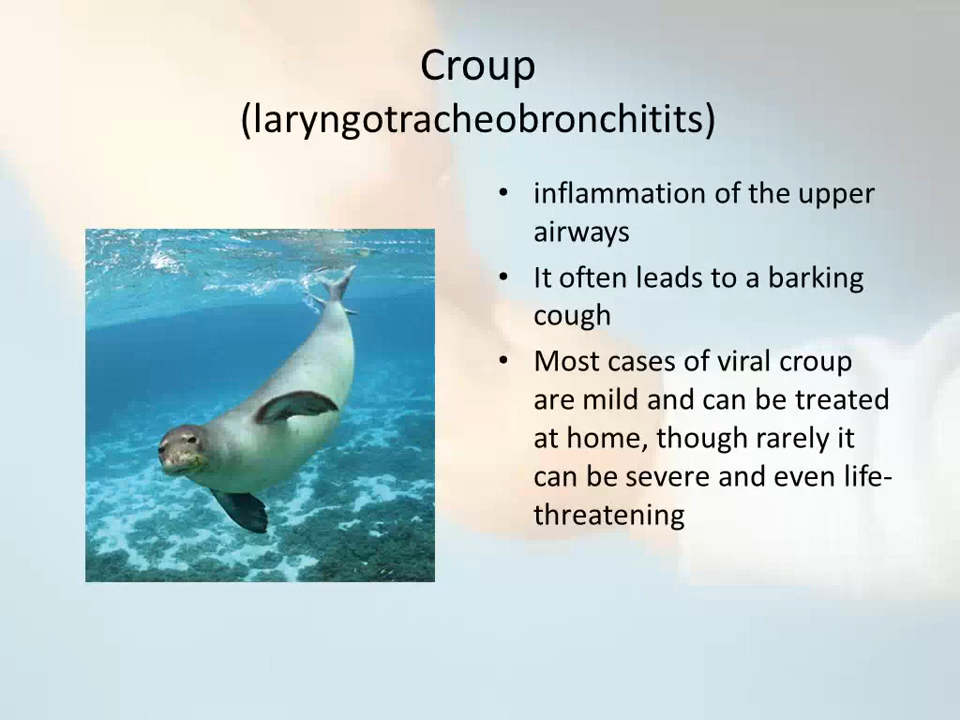 Croup
(laryngotracheobronchitits)
• inflammation of the upper
airways
• It often leads to a barking
cough
• Most cases of viral croup
are mild and can be treated
at home, though rarely it
can be severe and even life-
threatening